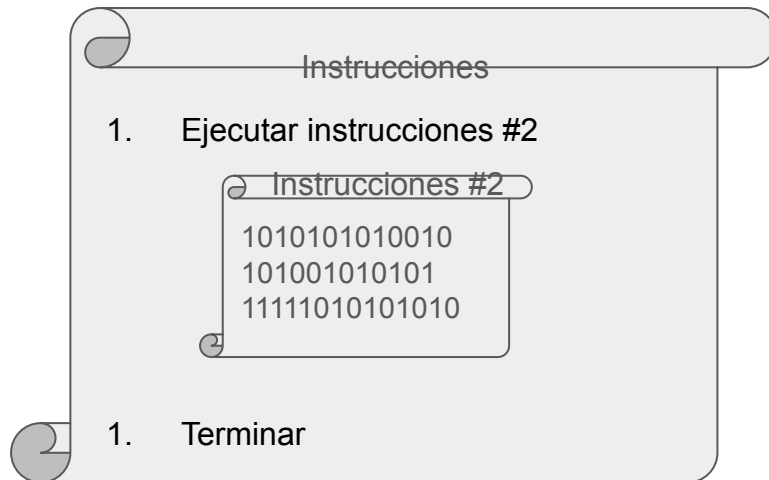 Instrucciones
1. Ejecutar instrucciones #2
Instrucciones #2
1010101010010
101001010101
11111010101010
1. Terminar